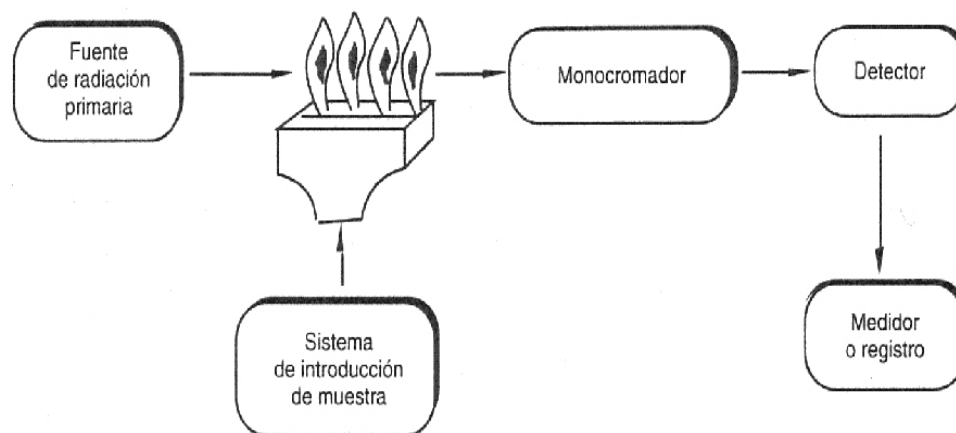 Fuente
de radiación
primaria
Monocromador
Detector
Sistema
de introducción
de muestra
Medidor
o registro